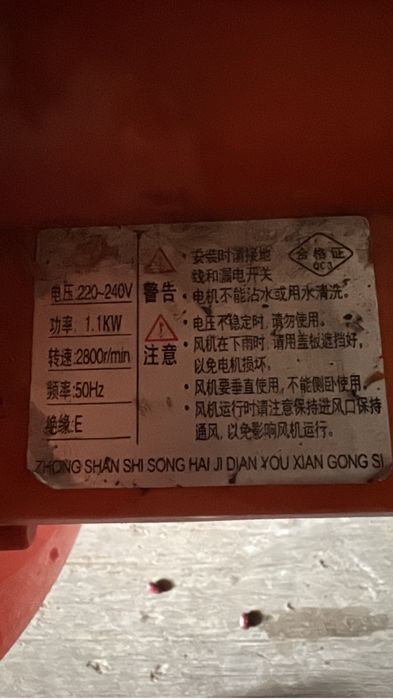 电压:220~240V
功率: 1.1KW
转速:2800r/min
频率:50Hz
绝缘:E
警告
注意
合格证
QC3
• 安装时请接地
线和漏电开关
• 电机不能沾水或用水清洗。
• 电压不稳定时,请勿使用。
• 风机在下雨时,请用盖板遮挡好,
以免电机损坏。
• 风机要垂直使用,不能侧卧使用
• 风机运行时请注意保持进风口保持
通风,以免影响风机运行。
ZHONG SHAN SHI SONG HAI JI DIAN YOU XIAN GONG SI